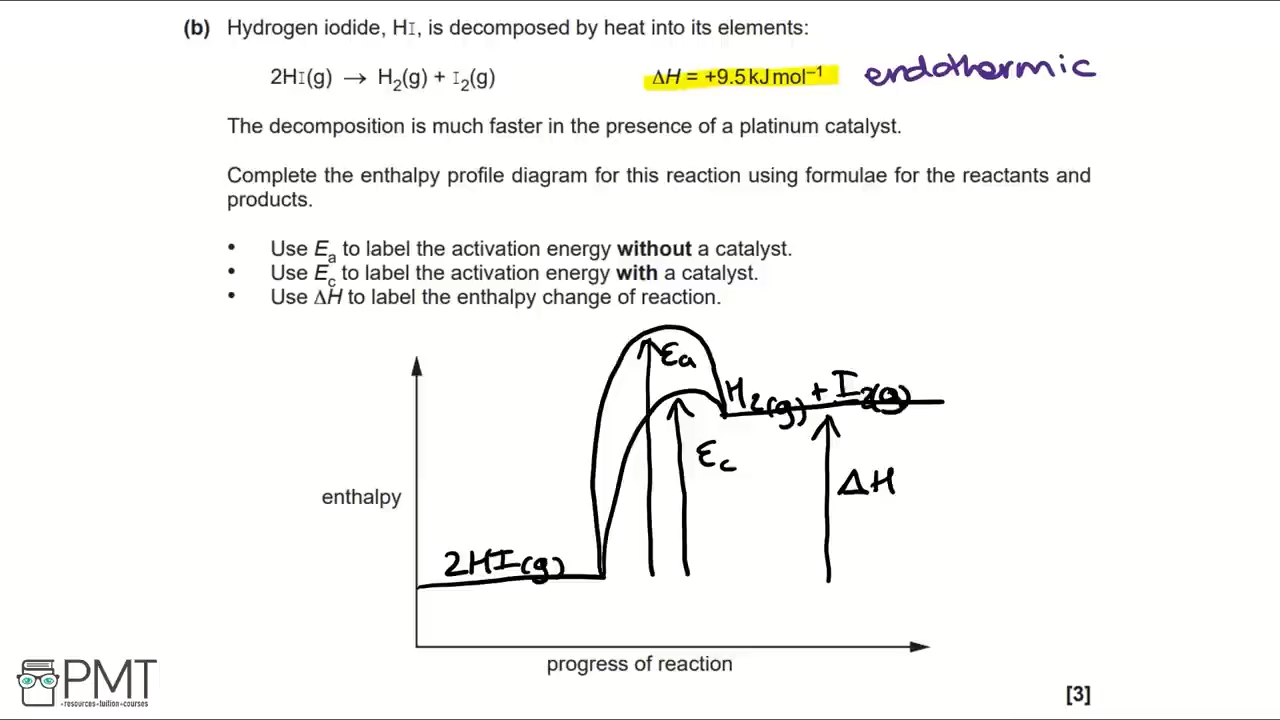 (b) Hydrogen iodide, HI, is decomposed by heat into its elements:
2HI(g) → H₂(g) + I₂(g) ΔH = +9.5 kJ mol⁻¹ endothermic
The decomposition is much faster in the presence of a platinum catalyst.
Complete the enthalpy profile diagram for this reaction using formulae for the reactants and
products.
• Use Eₐ to label the activation energy without a catalyst.
• Use E꜀ to label the activation energy with a catalyst.
• Use ΔH to label the enthalpy change of reaction.
Ea
H₂(g) + I₂(g)
Ec
ΔH
enthalpy
2HI(g)
progress of reaction
PMT
•resources•tuition•courses
[3]